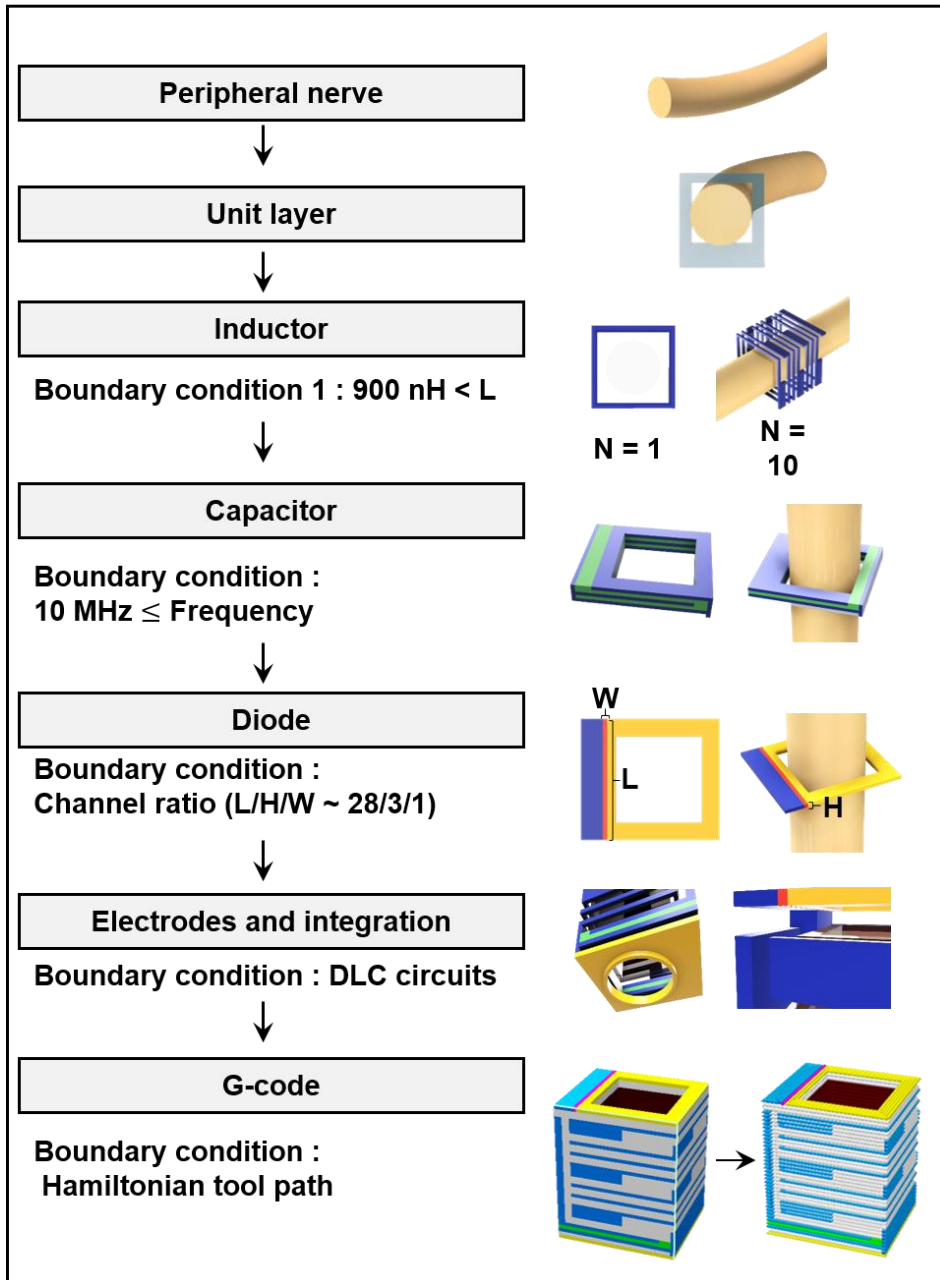 Peripheral nerve
Unit layer
Inductor
Boundary condition 1 : 900 nH < L
N = 1
N =
10
Capacitor
Boundary condition :
10 MHz ≤ Frequency
Diode
Boundary condition :
Channel ratio (L/H/W ~ 28/3/1)
W
L
H
Electrodes and integration
Boundary condition : DLC circuits
G-code
Boundary condition :
Hamiltonian tool path